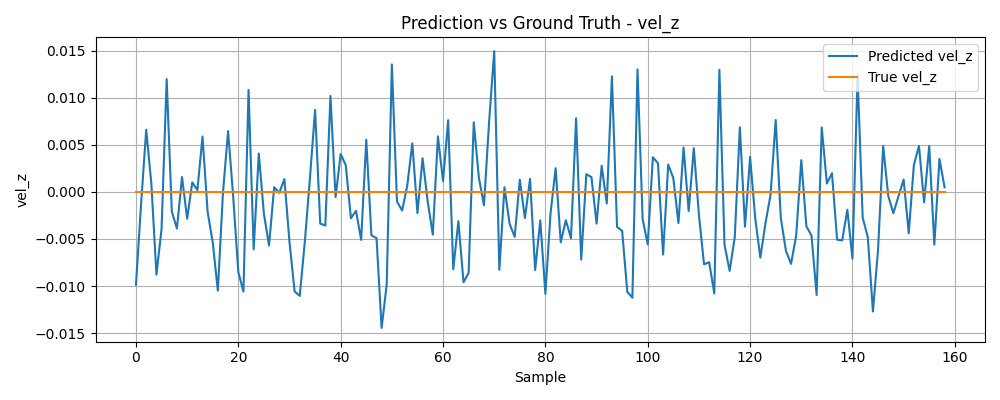 Prediction vs Ground Truth - vel_z
Predicted vel_z
True vel_z
vel_z
0.015
0.010
0.005
0.000
−0.005
−0.010
−0.015
0 20 40 60 80 100 120 140 160
Sample